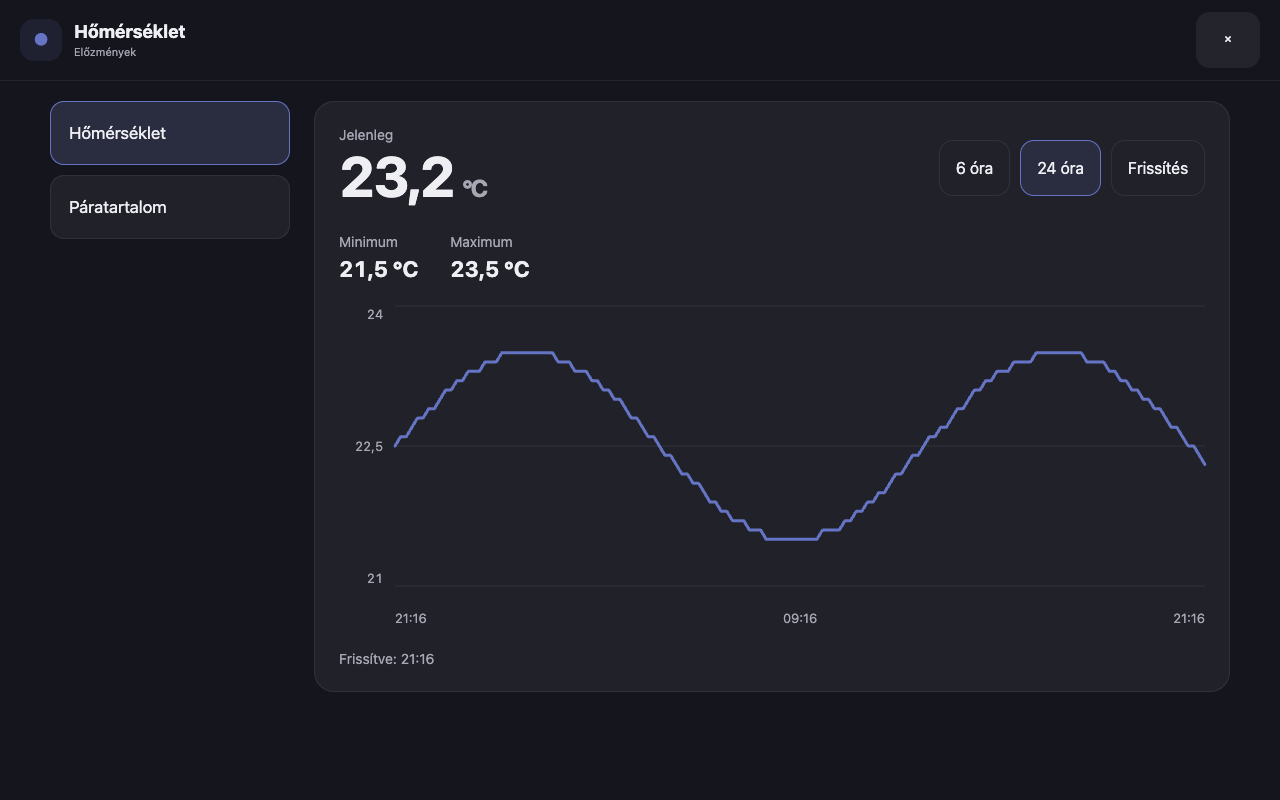 Hőmérséklet
Előzmények
×
Hőmérséklet
Páratartalom
Jelenleg
23,2 °C
6 óra
24 óra
Frissítés
Minimum
21,5 °C
Maximum
23,5 °C
24
22,5
21
21:16
09:16
21:16
Frissítve: 21:16